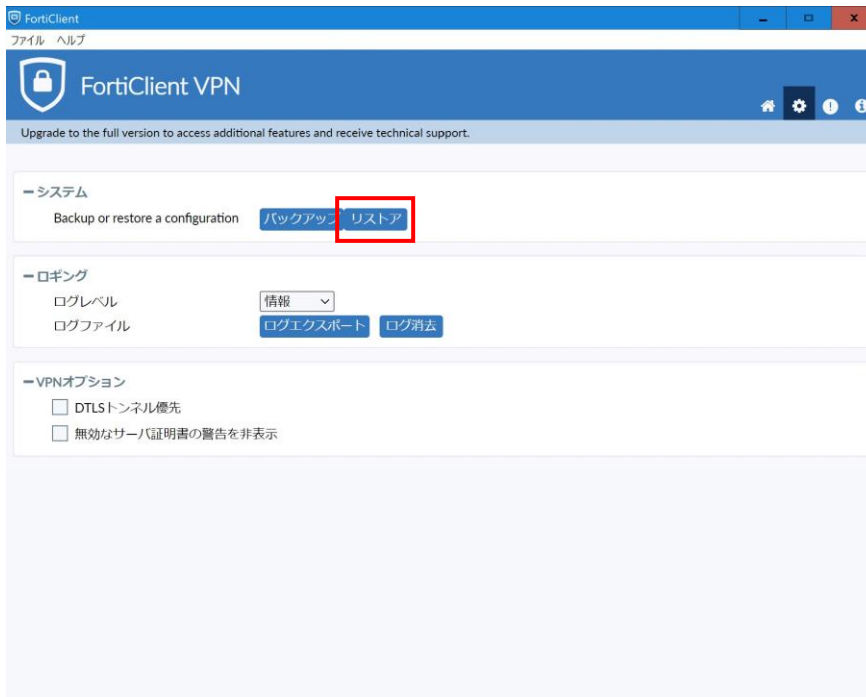 FortiClient
ファイル ヘルプ
FortiClient VPN
Upgrade to the full version to access additional features and receive technical support.
システム
Backup or restore a configuration バックアップ リストア
ロギング
ログレベル 情報
ログファイル ログエクスポート ログ消去
VPNオプション
DTLSトンネル優先
無効なサーバ証明書の警告を非表示